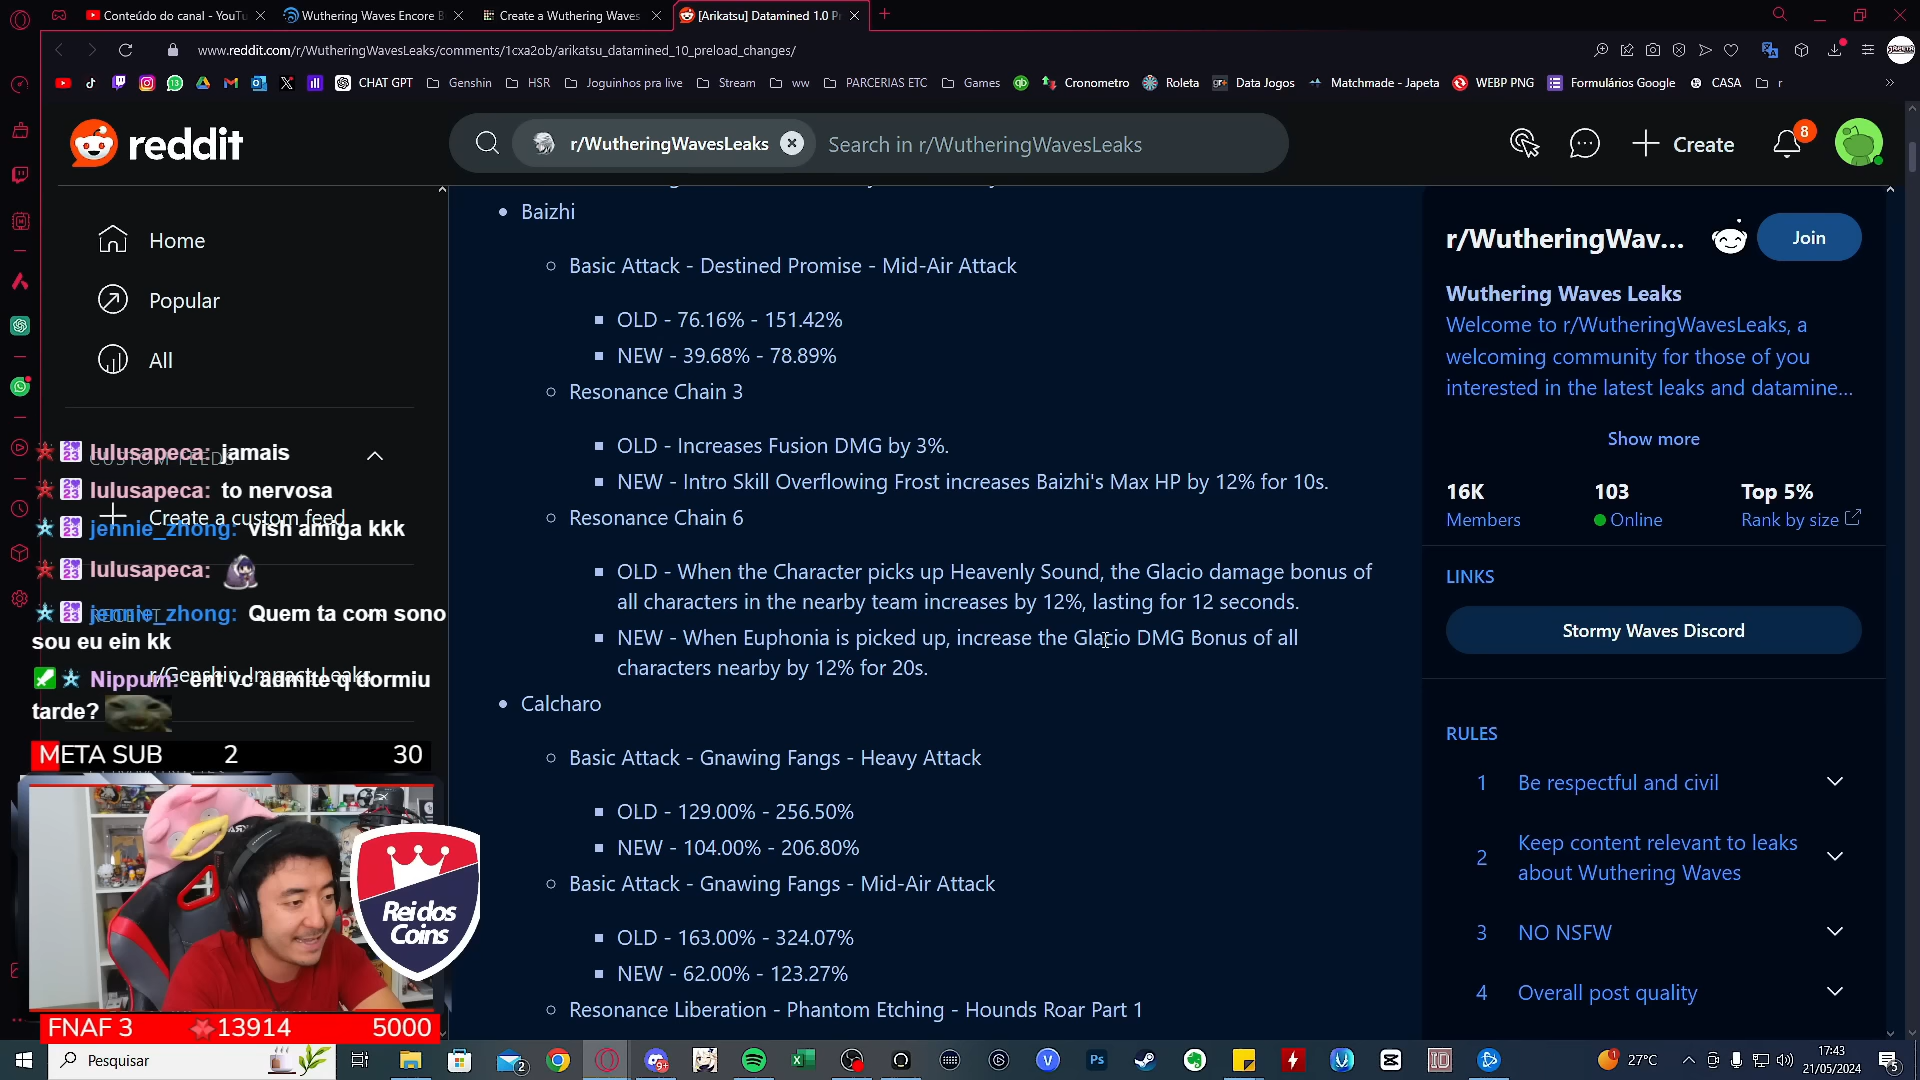 Conteúdo do canal - YouTu
Wuthering Waves Encore B
Create a Wuthering Waves
[Arikatsu] Datamined 1.0 P
www.reddit.com/r/WutheringWavesLeaks/comments/1cxa2ob/arikatsu_datamined_10_preload_changes/
CHAT GPT
Genshin
HSR
Joguinhos pra live
Stream
ww
PARCERIAS ETC
Games
Cronometro
Roleta
Data Jogos
Matchmade - Japeta
WEBP PNG
Formulários Google
CASA
r
reddit
r/WutheringWavesLeaks
Search in r/WutheringWavesLeaks
Create
8
Home
Popular
All
CUSTOM FEEDS
Create a custom feed
RECENT
r/Genshin_Impact_Leaks
lulusapeca: jamais
lulusapeca: to nervosa
jennie_zhong: vish amiga kkk
lulusapeca:
jennie_zhong: Quem ta com sono
sou eu ein kk
Nippum: ent vc admite q dormiu
tarde?
META SUB 2 30
Rei dos
Coins
FNAF 3 13914 5000
Baizhi
Basic Attack - Destined Promise - Mid-Air Attack
OLD - 76.16% - 151.42%
NEW - 39.68% - 78.89%
Resonance Chain 3
OLD - Increases Fusion DMG by 3%.
NEW - Intro Skill Overflowing Frost increases Baizhi's Max HP by 12% for 10s.
Resonance Chain 6
OLD - When the Character picks up Heavenly Sound, the Glacio damage bonus of
all characters in the nearby team increases by 12%, lasting for 12 seconds.
NEW - When Euphonia is picked up, increase the Glacio DMG Bonus of all
characters nearby by 12% for 20s.
Calcharo
Basic Attack - Gnawing Fangs - Heavy Attack
OLD - 129.00% - 256.50%
NEW - 104.00% - 206.80%
Basic Attack - Gnawing Fangs - Mid-Air Attack
OLD - 163.00% - 324.07%
NEW - 62.00% - 123.27%
Resonance Liberation - Phantom Etching - Hounds Roar Part 1
r/WutheringWav...
Join
Wuthering Waves Leaks
Welcome to r/WutheringWavesLeaks, a
welcoming community for those of you
interested in the latest leaks and datamine...
Show more
16K 103 Top 5%
Members Online Rank by size
LINKS
Stormy Waves Discord
RULES
1 Be respectful and civil
2 Keep content relevant to leaks
about Wuthering Waves
3 NO NSFW
4 Overall post quality
Pesquisar
2
9+
Ps
27°C
17:43
21/05/2024
5